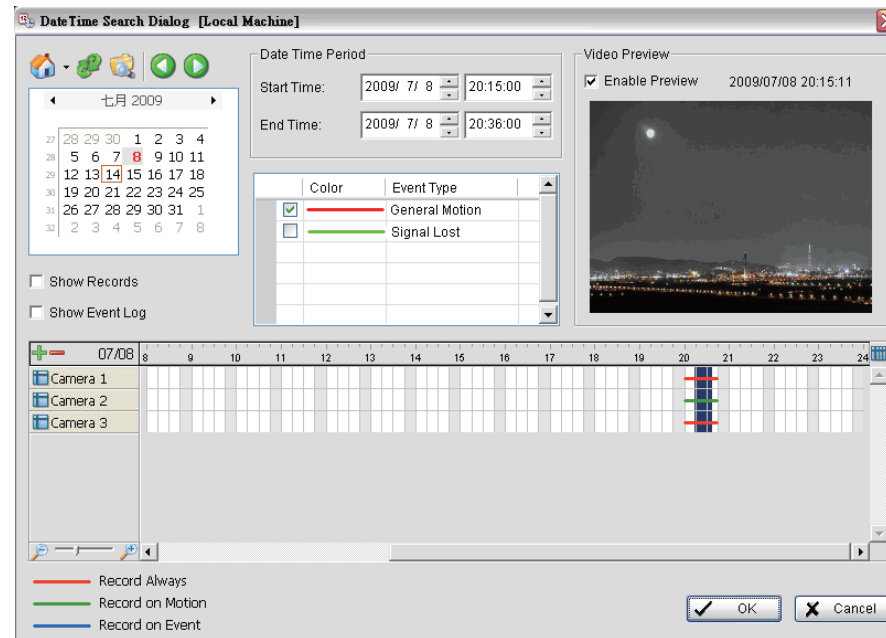 DateTime Search Dialog [Local Machine]
七月 2009
27 28 29 30 1 2 3 4
28 5 6 7 8 9 10 11
29 12 13 14 15 16 17 18
30 19 20 21 22 23 24 25
31 26 27 28 29 30 31 1
32 2 3 4 5 6 7 8
Show Records
Show Event Log
Date Time Period
Start Time: 2009/ 7/ 8 20:15:00
End Time: 2009/ 7/ 8 20:36:00
Color Event Type
General Motion
Signal Lost
Video Preview
Enable Preview 2009/07/08 20:15:11
07/08 8 9 10 11 12 13 14 15 16 17 18 19 20 21 22 23 24
Camera 1
Camera 2
Camera 3
Record Always
Record on Motion
Record on Event
OK Cancel